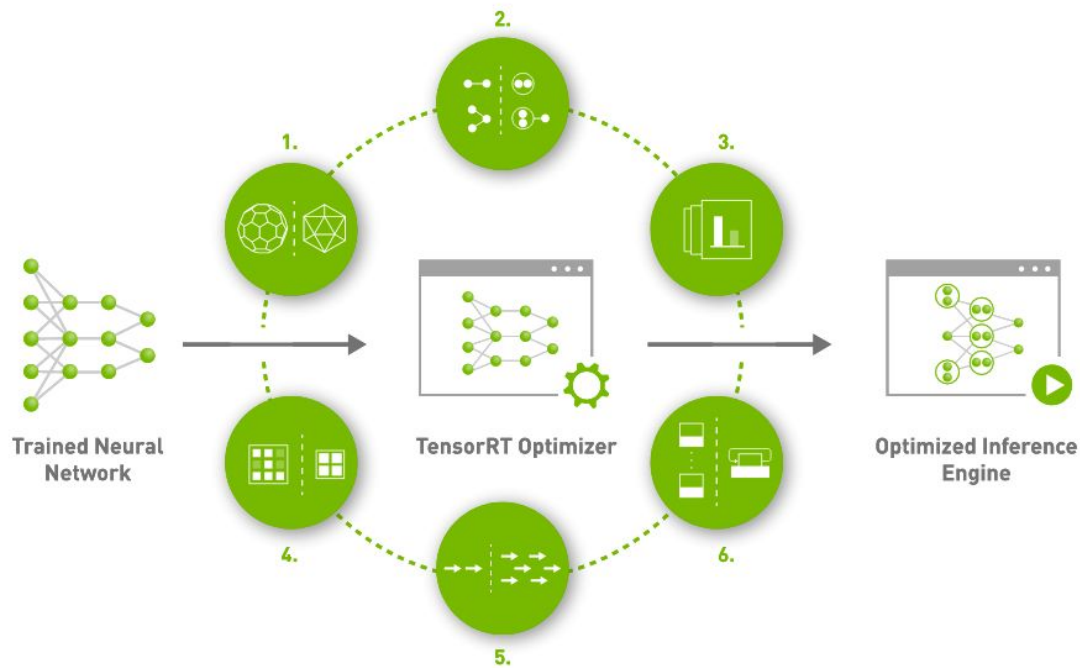 2.
1.
3.
Trained Neural
Network
TensorRT Optimizer
Optimized Inference
Engine
4.
6.
5.